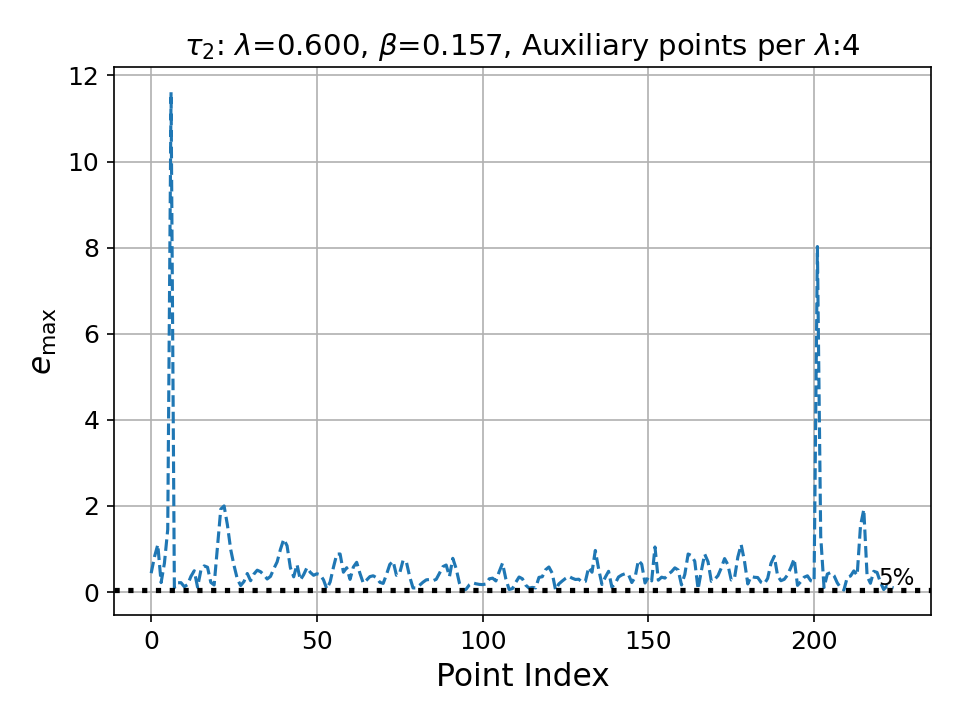 τ₂: λ=0.600, β=0.157, Auxiliary points per λ:4
12
10
8
6
4
2
0
e_max
5%
0 50 100 150 200
Point Index